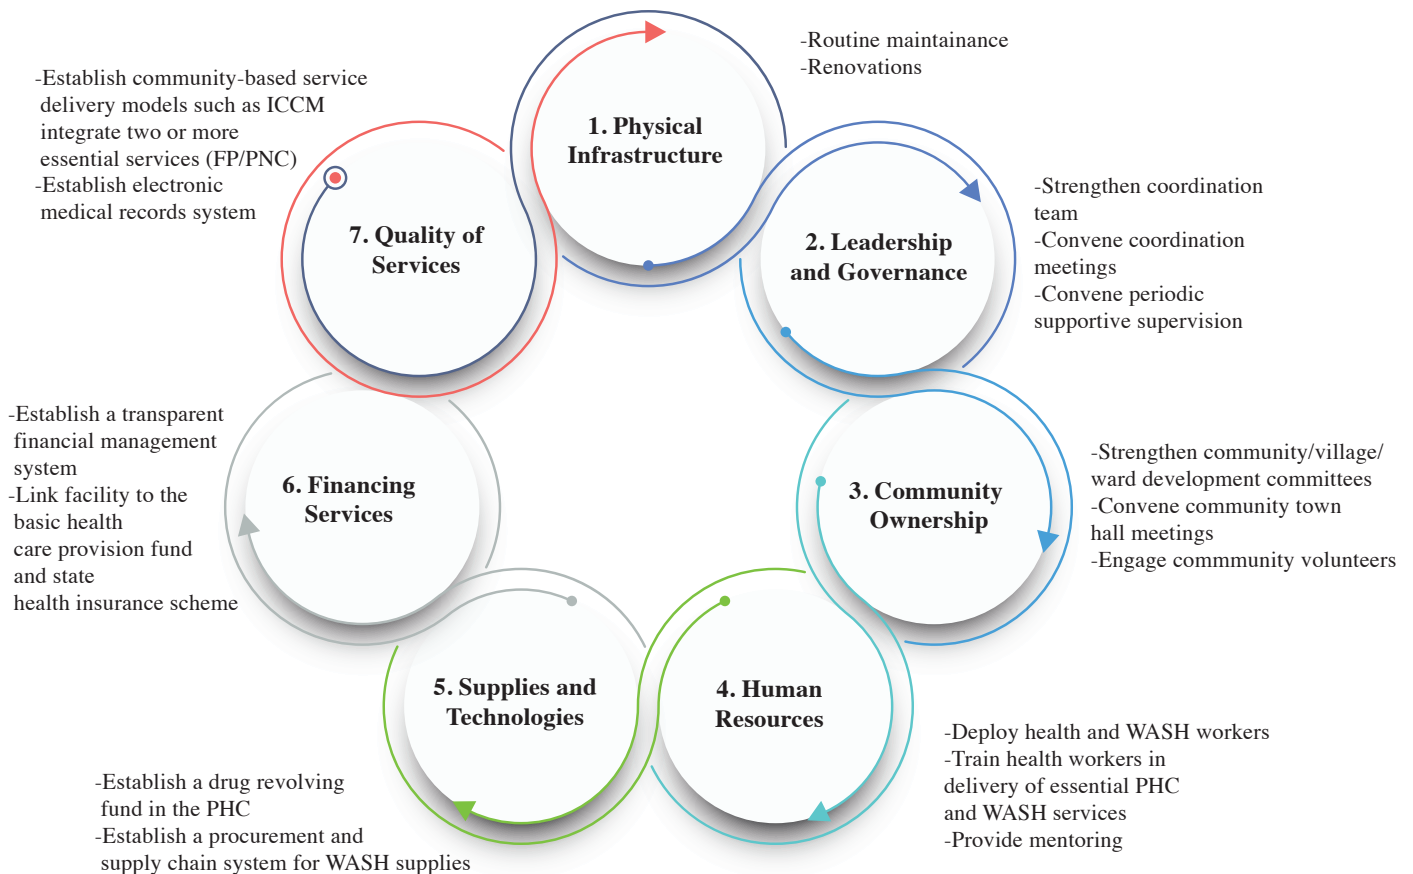 1. Physical
Infrastructure
-Routine maintainance
-Renovations
2. Leadership
and Governance
-Strengthen coordination
team
-Convene coordination
meetings
-Convene periodic
supportive supervision
3. Community
Ownership
-Strengthen community/village/
ward development committees
-Convene community town
hall meetings
-Engage commmunity volunteers
4. Human
Resources
-Deploy health and WASH workers
-Train health workers in
delivery of essential PHC
and WASH services
-Provide mentoring
5. Supplies and
Technologies
-Establish a drug revolving
fund in the PHC
-Establish a procurement and
supply chain system for WASH supplies
6. Financing
Services
-Establish a transparent
financial management
system
-Link facility to the
basic health
care provision fund
and state
health insurance scheme
7. Quality of
Services
-Establish community-based service
delivery models such as ICCM
integrate two or more
essential services (FP/PNC)
-Establish electronic
medical records system